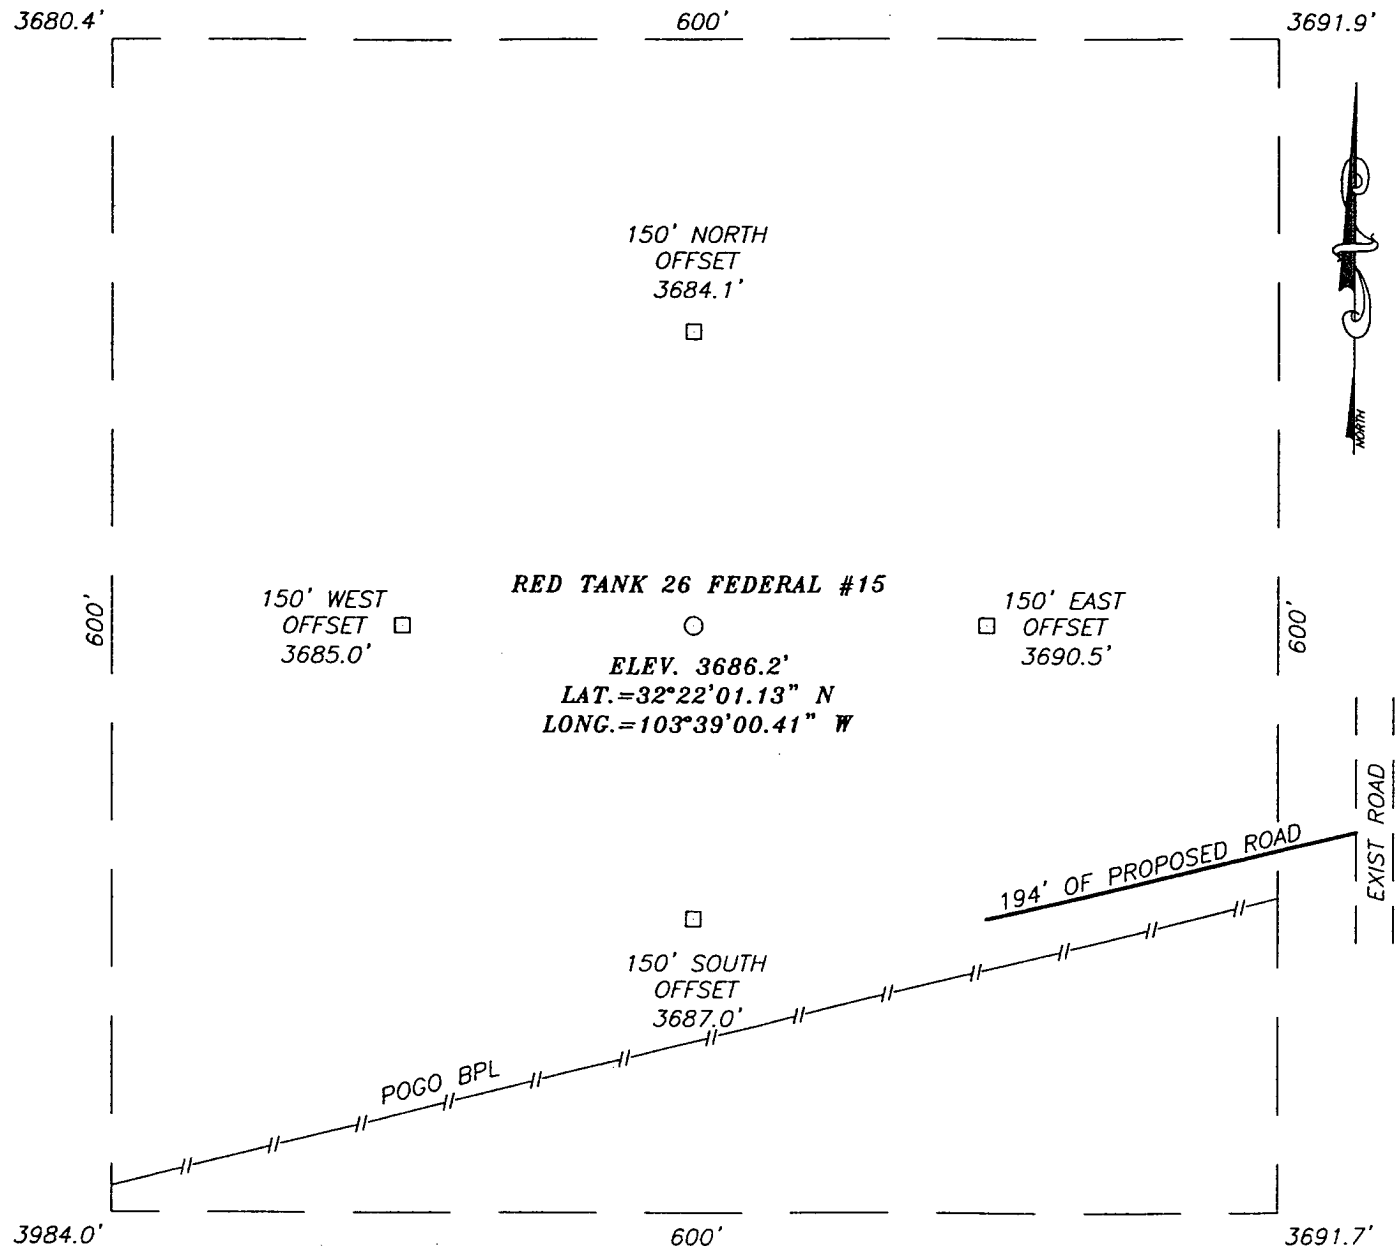 3680.4'
600'
3691.9'
150' NORTH
OFFSET
3684.1'
NORTH
RED TANK 26 FEDERAL #15
150' WEST
OFFSET
3685.0'
150' EAST
OFFSET
3690.5'
600'
600'
ELEV. 3686.2'
LAT.=32°22'01.13" N
LONG.=103°39'00.41" W
EXIST ROAD
194' OF PROPOSED ROAD
150' SOUTH
OFFSET
3687.0'
POGO BPL
3984.0'
600'
3691.7'